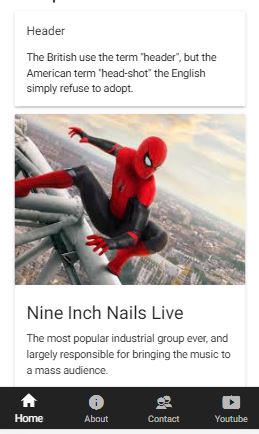 Header
The British use the term "header", but the
American term "head-shot" the English
simply refuse to adopt.
Nine Inch Nails Live
The most popular industrial group ever, and
largely responsible for bringing the music to
a mass audience.
Home
About
Contact
Youtube